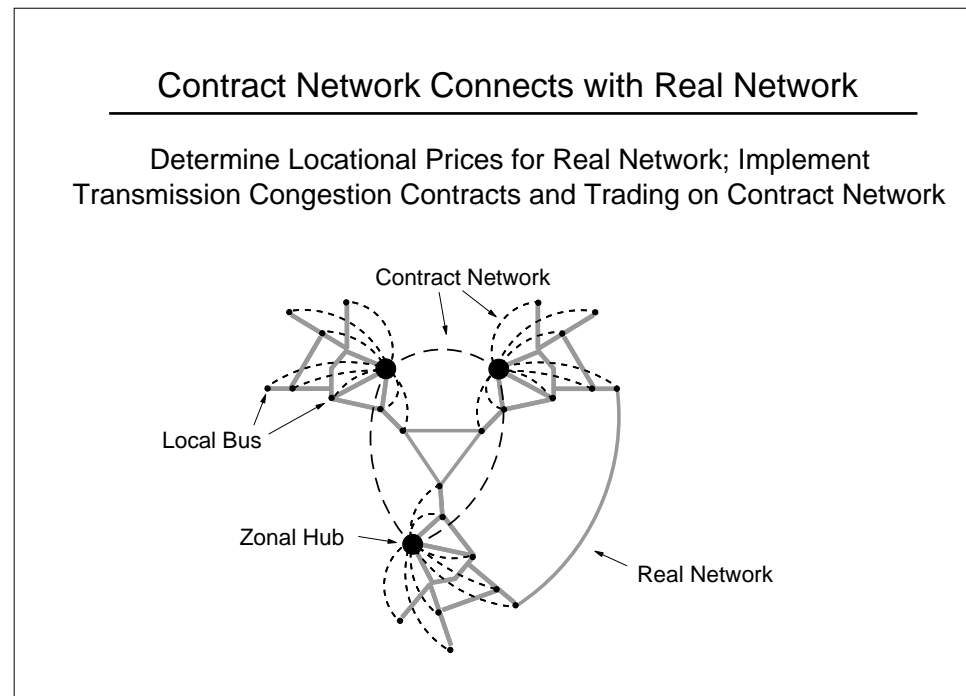 Contract Network Connects with Real Network
Determine Locational Prices for Real Network; Implement
Transmission Congestion Contracts and Trading on Contract Network
Contract Network
Local Bus
Zonal Hub
Real Network